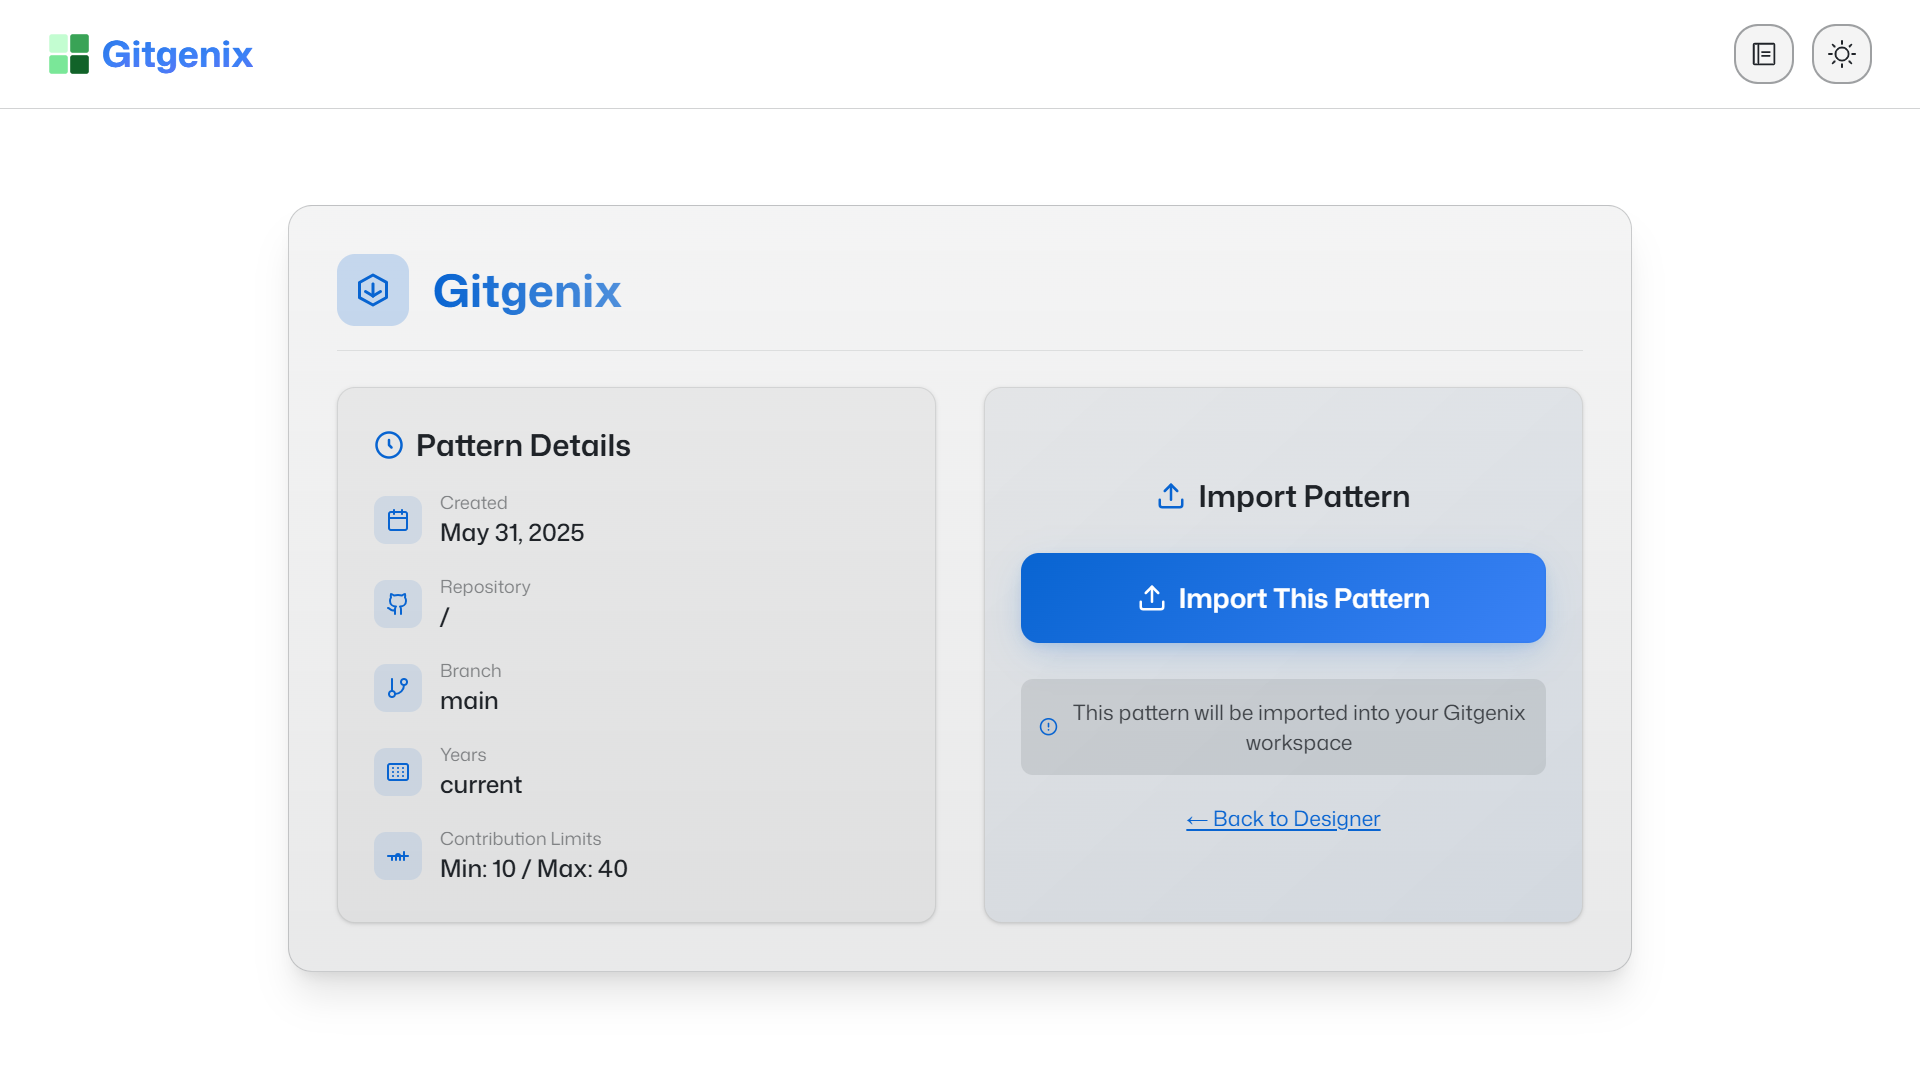 Gitgenix
Gitgenix
Pattern Details
Created
May 31, 2025
Repository
/
Branch
main
Years
current
Contribution Limits
Min: 10 / Max: 40
Import Pattern
Import This Pattern
This pattern will be imported into your Gitgenix
workspace
← Back to Designer